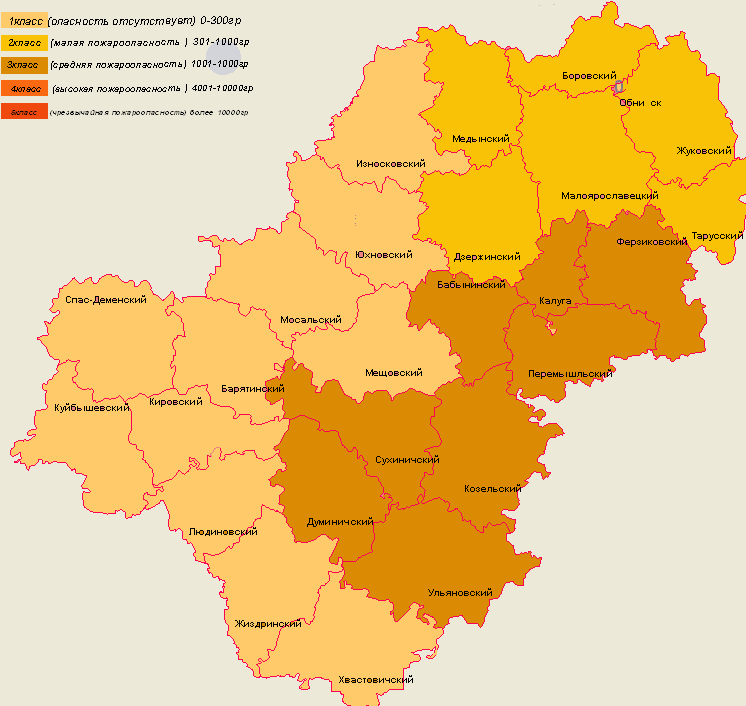 1класс (опасность отсутствует) 0-300гр
2класс (малая пожароопасность ) 301-1000гр
3класс (средняя пожароопасность) 1001-1000гр
4класс (высокая пожароопасность ) 4001-10000гр
5класс (чрезвычайная пожароопасность) более 10000гр
Боровский
Обни ск
Медынский
Жуковский
Износковский
Малоярославецкий
Тарусский
Ферзиковский
Юхновский
Дзержинский
Бабынинский
Калуга
Спас-Деменский
Мосальский
Мещовский
Перемышльский
Барятинский
Кировский
Куйбышевский
Сухиничский
Козельский
Думиничский
Людиновский
Ульяновский
Жиздринский
Хвастовичский